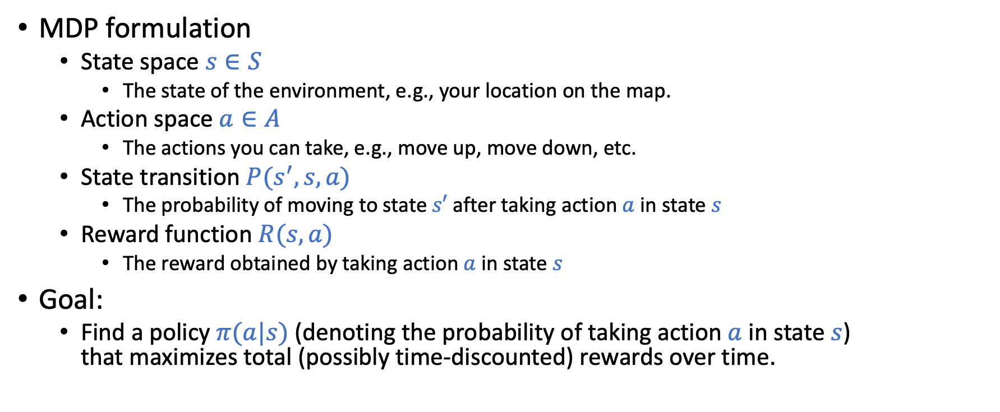 • MDP formulation
• State space s ∈ S
• The state of the environment, e.g., your location on the map.
• Action space a ∈ A
• The actions you can take, e.g., move up, move down, etc.
• State transition P(s′, s, a)
• The probability of moving to state s′ after taking action a in state s
• Reward function R(s, a)
• The reward obtained by taking action a in state s
• Goal:
• Find a policy π(a|s) (denoting the probability of taking action a in state s)
that maximizes total (possibly time-discounted) rewards over time.